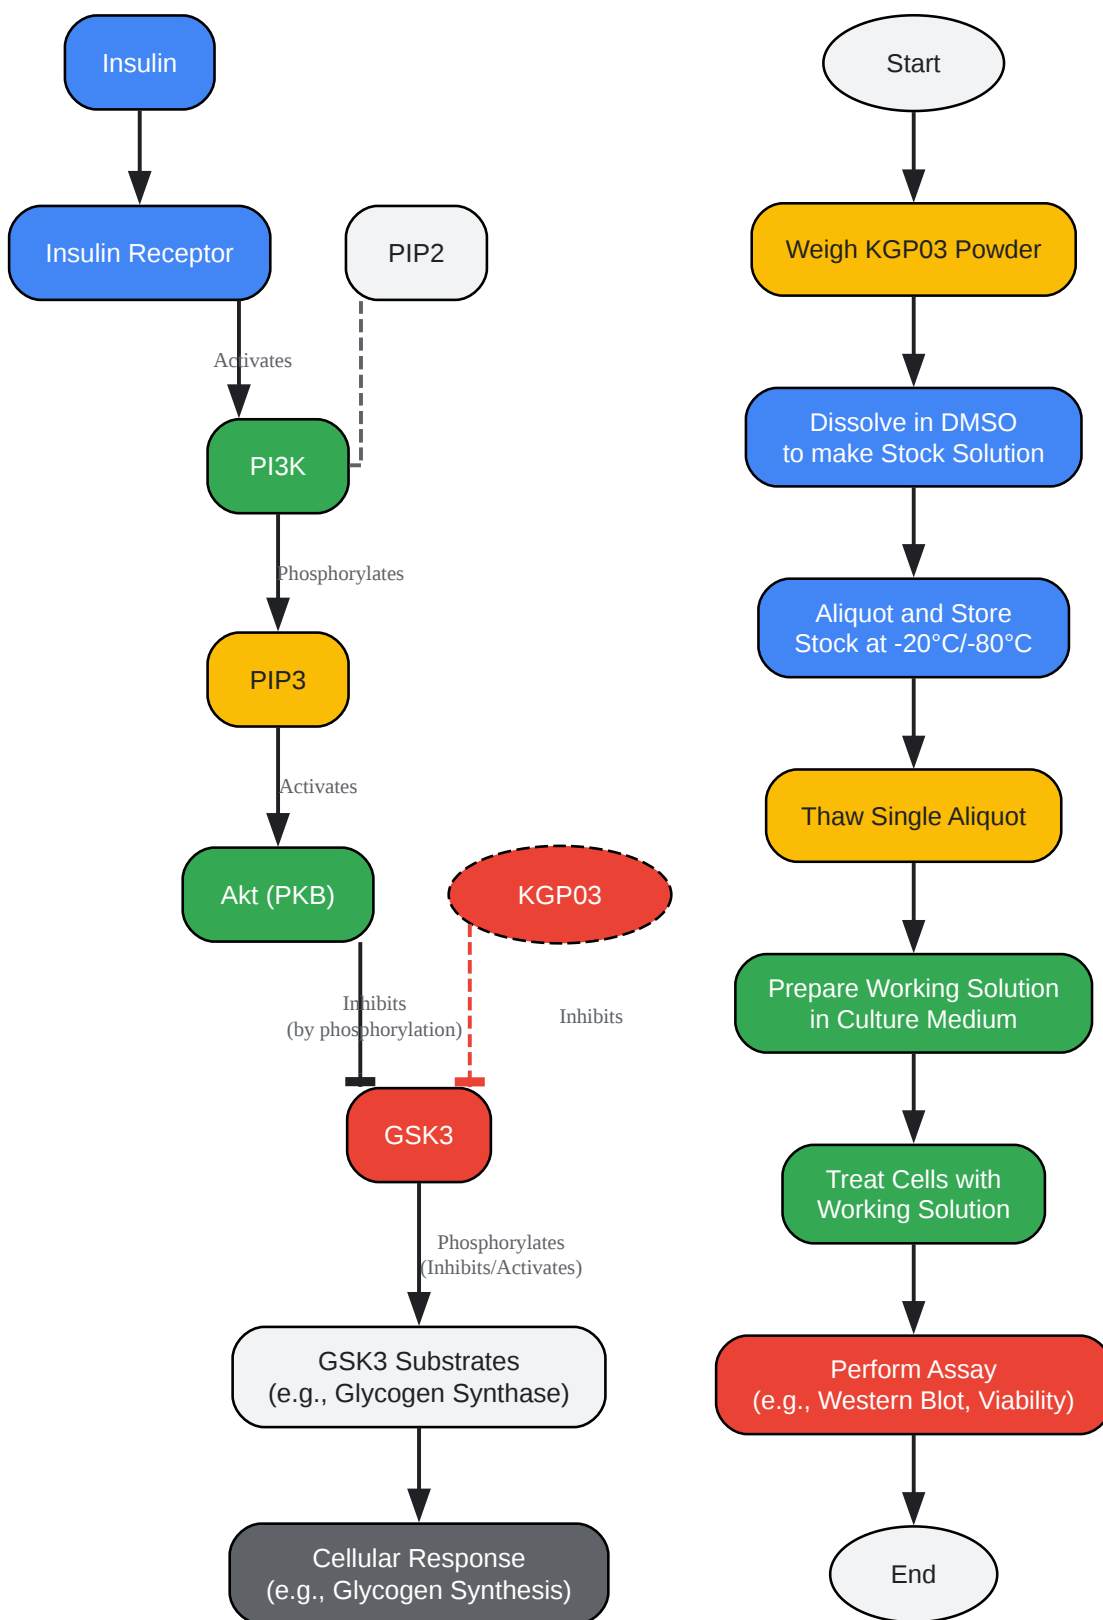 Insulin
Insulin Receptor
PIP2
Activates
PI3K
Phosphorylates
PIP3
Activates
Akt (PKB)
KGP03
Inhibits
(by phosphorylation)
Inhibits
GSK3
Phosphorylates
(Inhibits/Activates)
GSK3 Substrates
(e.g., Glycogen Synthase)
Cellular Response
(e.g., Glycogen Synthesis)
Start
Weigh KGP03 Powder
Dissolve in DMSO
to make Stock Solution
Aliquot and Store
Stock at -20°C/-80°C
Thaw Single Aliquot
Prepare Working Solution
in Culture Medium
Treat Cells with
Working Solution
Perform Assay
(e.g., Western Blot, Viability)
End